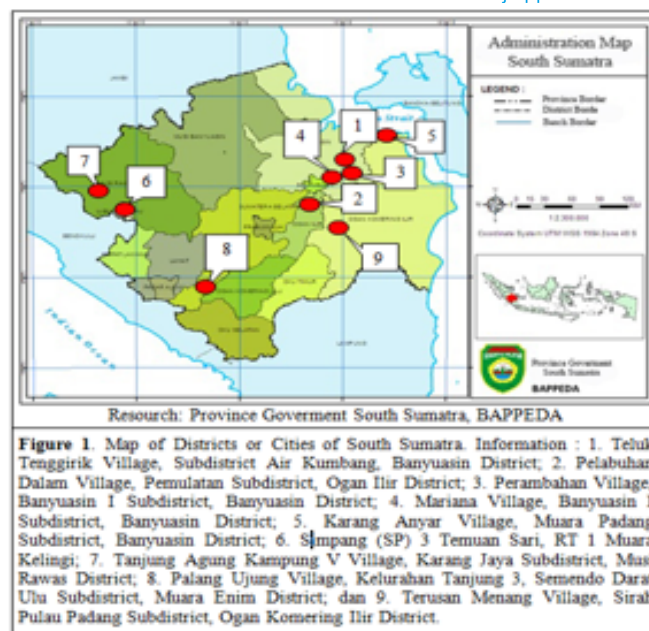 Administration Map
South Sumatra
LEGEND :
Province Border
District Borde
Beach Border
1
4
5
7
6
3
2
8
9
Indian Ocean
1:2.300.000
Coordinate System UTM WGS 1984 Zone 48 S
Province Government
South Sumatra
BAPPEDA
Resourch: Province Goverment South Sumatra, BAPPEDA
Figure 1. Map of Districts or Cities of South Sumatra. Information : 1. Teluk
Tenggirik Village, Subdistrict Air Kumbang, Banyuasin District; 2. Pelabuhan
Dalam Village, Pemulatan Subdistrict, Ogan Ilir District; 3. Perambahan Village,
Banyuasin I Subdistrict, Banyuasin District; 4. Mariana Village, Banyuasin I
Subdistrict, Banyuasin District; 5. Karang Anyar Village, Muara Padang
Subdistrict, Banyuasin District; 6. Simpang (SP) 3 Temuan Sari, RT 1 Muara
Kelingi; 7. Tanjung Agung Kampung V Village, Karang Jaya Subdistrict, Musi
Rawas District; 8. Palang Ujung Village, Kelurahan Tanjung 3, Semendo Darat
Ulu Subdistrict, Muara Enim District; dan 9. Terusan Menang Village, Sirah
Pulau Padang Subdistrict, Ogan Komering Ilir District.